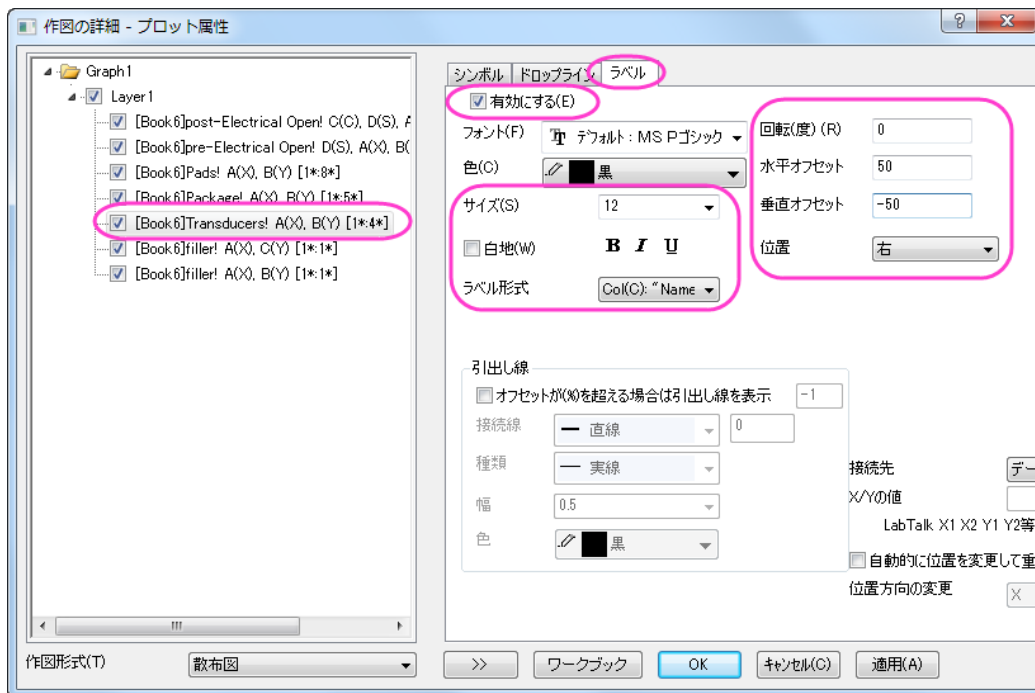 作図の詳細 - プロット属性
Graph1
Layer1
[Book6]post-Electrical Open! C(C), D(S), A
[Book6]pre-Electrical Open! D(S), A(X), B(
[Book6]Pads! A(X), B(Y) [1*:8*]
[Book6]Package! A(X), B(Y) [1*:5*]
[Book6]Transducers! A(X), B(Y) [1*:4*]
[Book6]filler! A(X), C(Y) [1*:1*]
[Book6]filler! A(X), B(Y) [1*:1*]
シンボル ドロップライン ラベル
有効にする(E)
フォント(F) デフォルト: MS Pゴシック
色(C) 黒
サイズ(S) 12
白地(W) B I U
ラベル形式 Col(C): "Name
回転(度) (R) 0
水平オフセット 50
垂直オフセット -50
位置 右
引出し線
オフセットが(%)を超える場合は引出し線を表示 -1
接続線 直線 0
種類 実線
幅 0.5
色 黒
接続先 デー
X/Yの値
LabTalk X1 X2 Y1 Y2等
自動的に位置を変更して重
位置方向の変更 X
作図形式(T) 散布図
>> ワークブック OK キャンセル(C) 適用(A)